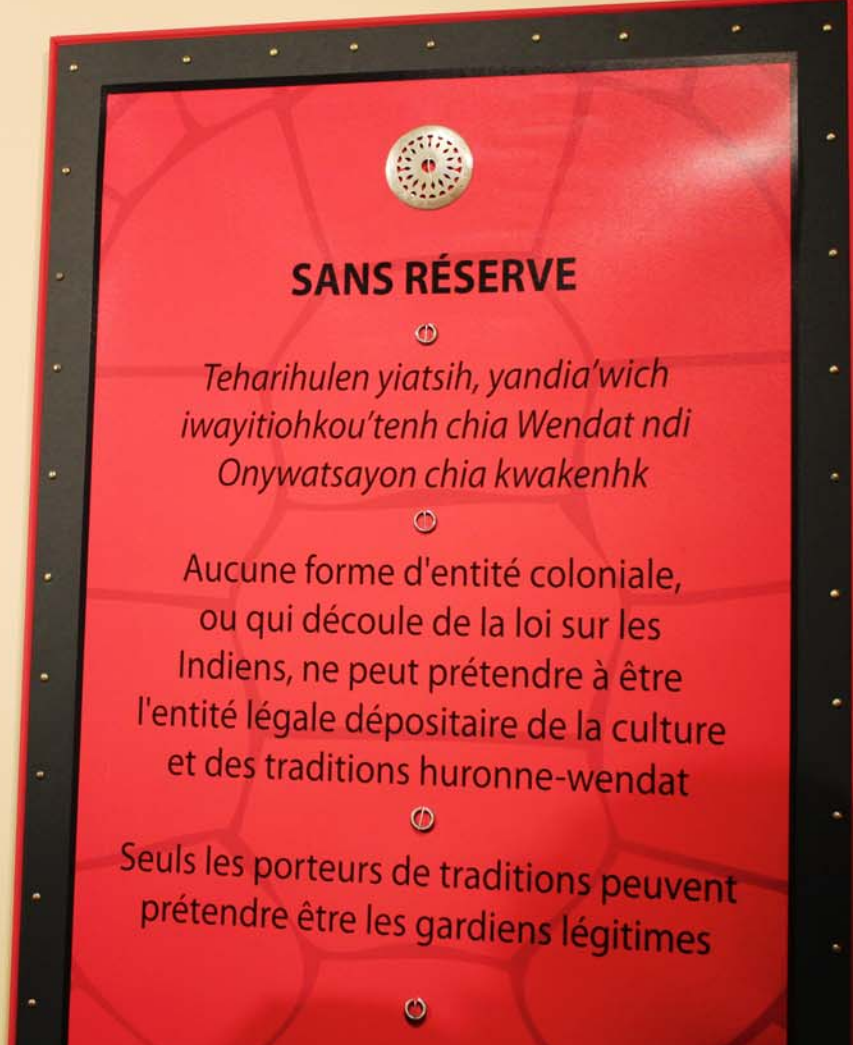 SANS RÉSERVE
Teharihulen yiatsih, yandia'wich
iwayitiohkou'tenh chia Wendat ndi
Onywatsayon chia kwakenhk
Aucune forme d'entité coloniale,
ou qui découle de la loi sur les
Indiens, ne peut prétendre à être
l'entité légale dépositaire de la culture
et des traditions huronne-wendat
Seuls les porteurs de traditions peuvent
prétendre être les gardiens légitimes